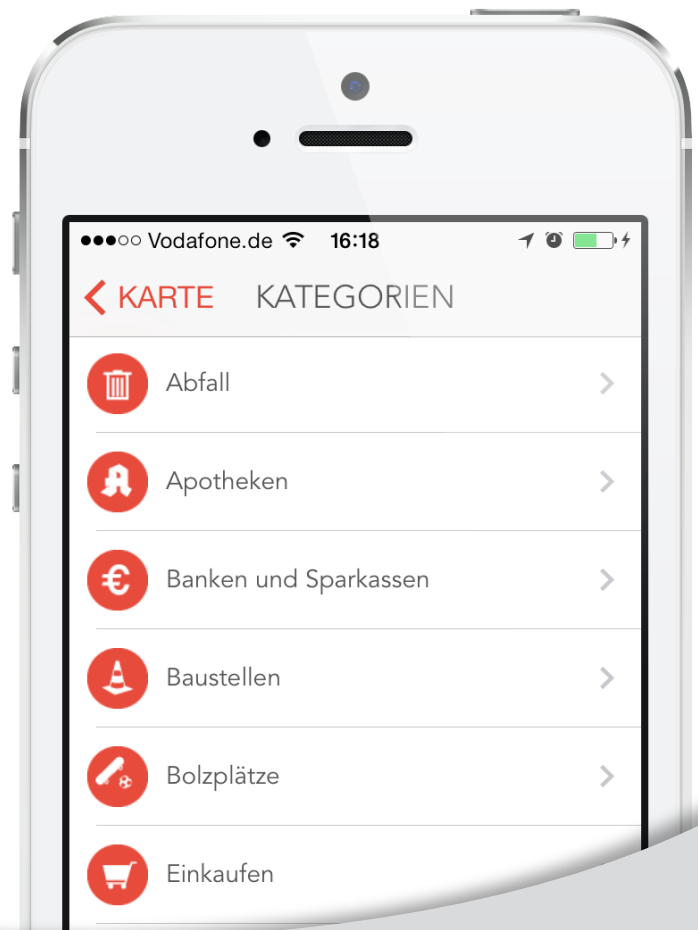 Vodafone.de 16:18
KARTE KATEGORIEN
Abfall
Apotheken
Banken und Sparkassen
Baustellen
Bolzplätze
Einkaufen